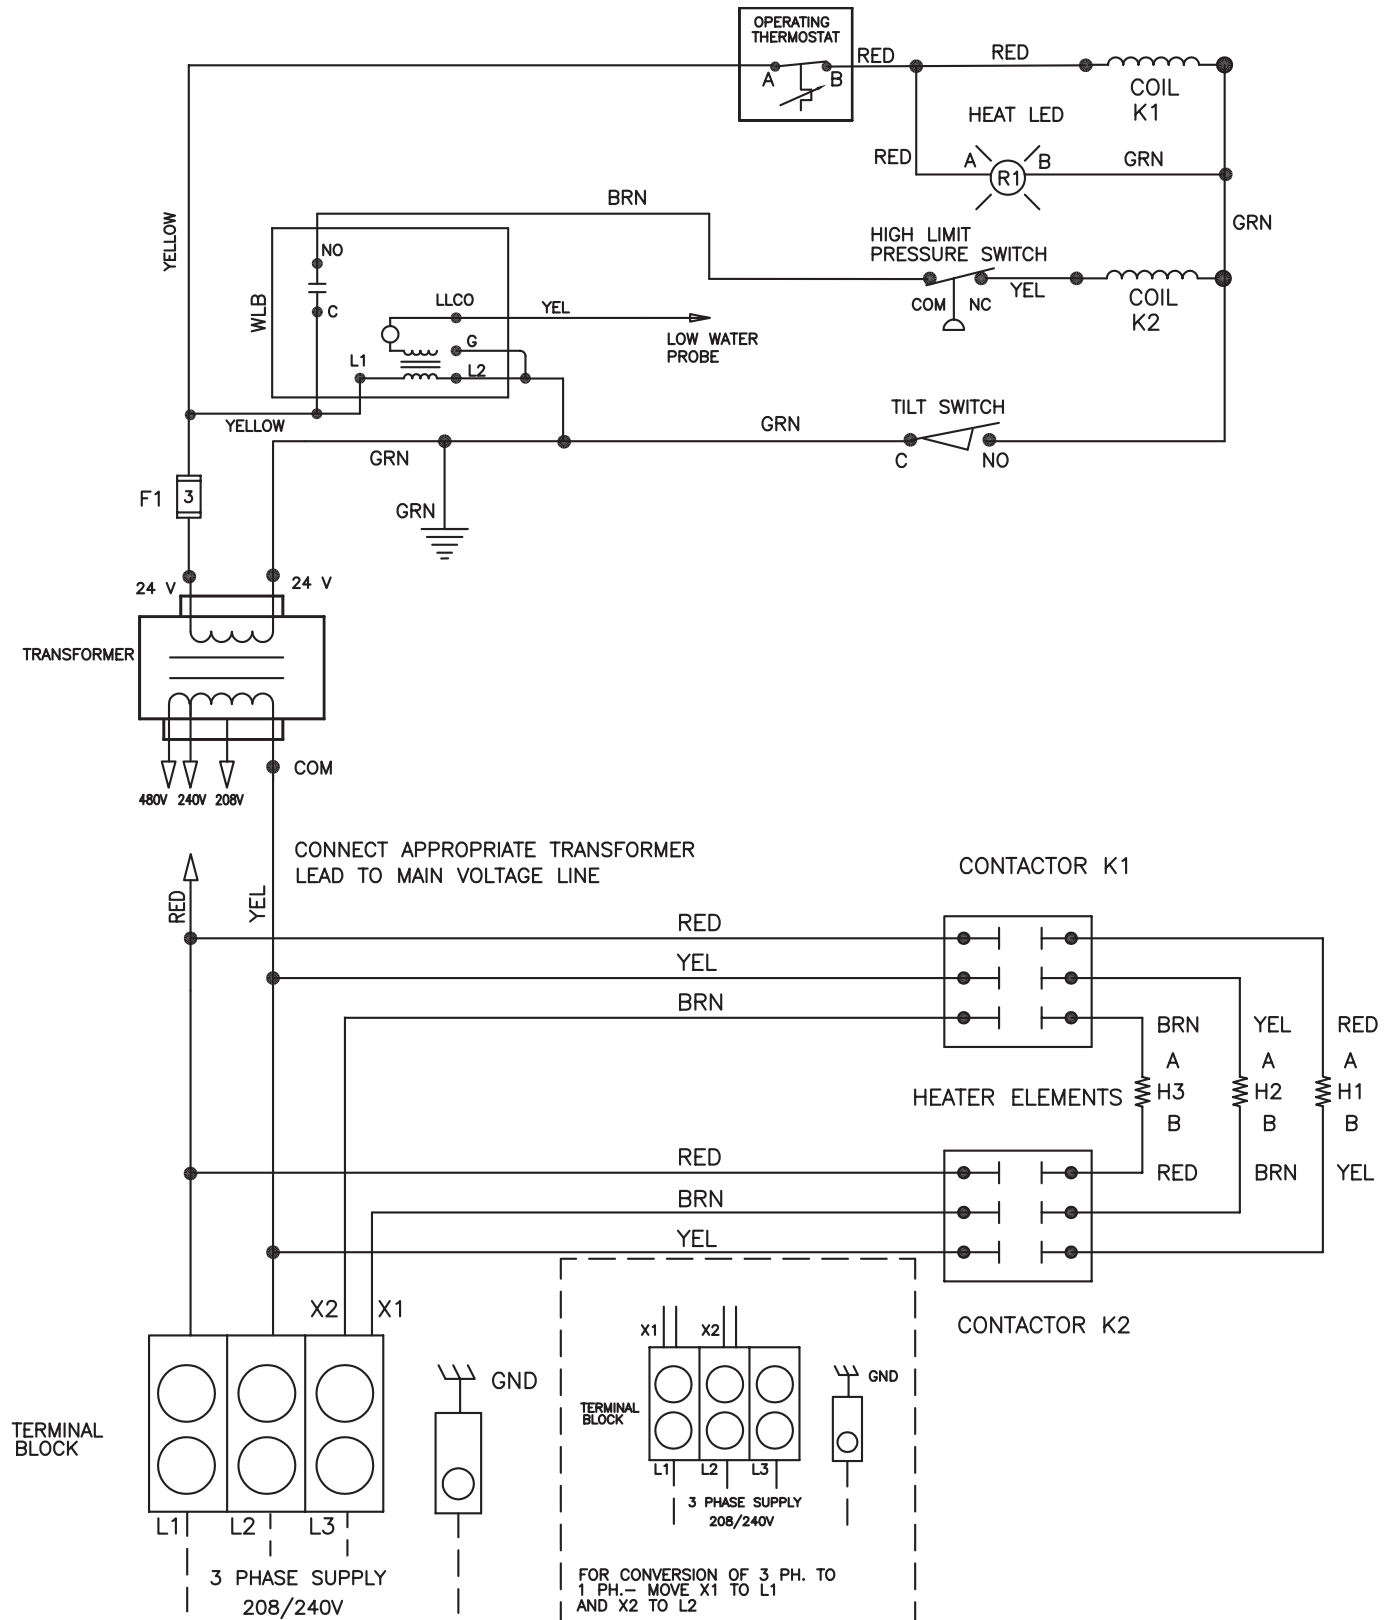 OPERATING
THERMOSTAT
A
B
RED
RED
COIL
K1
HEAT LED
RED
A
R1
B
GRN
GRN
YELLOW
BRN
HIGH LIMIT
PRESSURE SWITCH
COM
NC
YEL
COIL
K2
WLB
NO
C
LLCO
YEL
LOW WATER
PROBE
G
L1
L2
YELLOW
TILT SWITCH
GRN
C
NO
GRN
GRN
F1
3
24 V
24 V
TRANSFORMER
COM
480V
240V
208V
CONNECT APPROPRIATE TRANSFORMER
LEAD TO MAIN VOLTAGE LINE
RED
YEL
CONTACTOR K1
RED
YEL
BRN
BRN
YEL
RED
A
A
A
HEATER ELEMENTS
H3
H2
H1
B
B
B
RED
BRN
YEL
RED
BRN
YEL
CONTACTOR K2
X2
X1
GND
TERMINAL
BLOCK
L1
L2
L3
3 PHASE SUPPLY
208/240V
X1
X2
GND
TERMINAL
BLOCK
L1
L2
L3
3 PHASE SUPPLY
208/240V
FOR CONVERSION OF 3 PH. TO
1 PH.– MOVE X1 TO L1
AND X2 TO L2